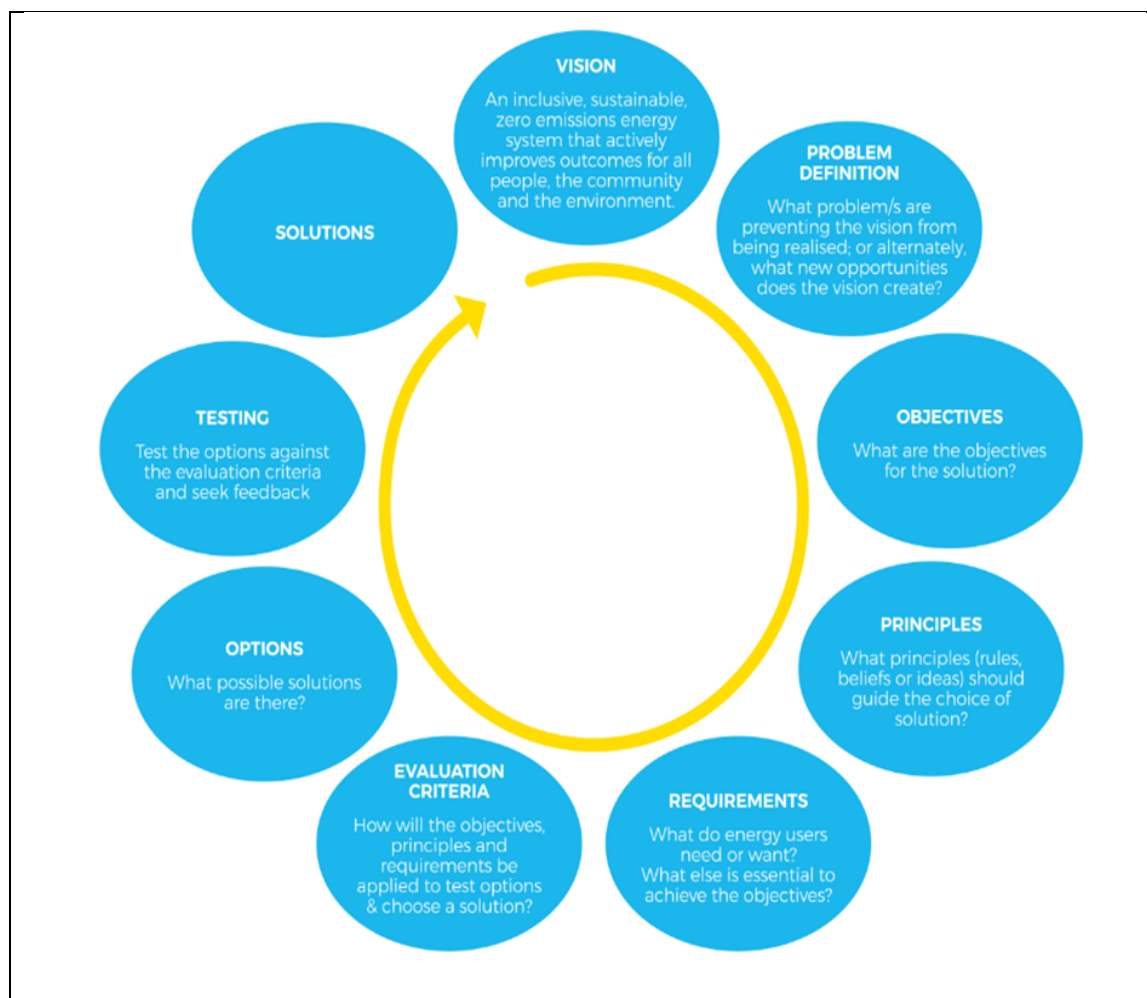 VISION
An inclusive, sustainable,
zero emissions energy
system that actively
improves outcomes for all
people, the community
and the environment.
PROBLEM
DEFINITION
What problem/s are
preventing the vision from
being realised; or alternately,
what new opportunities
does the vision create?
OBJECTIVES
What are the objectives
for the solution?
PRINCIPLES
What principles (rules,
beliefs or ideas) should
guide the choice of
solution?
REQUIREMENTS
What do energy users
need or want?
What else is essential to
achieve the objectives?
EVALUATION
CRITERIA
How will the objectives,
principles and
requirements be
applied to test options
& choose a solution?
OPTIONS
What possible solutions
are there?
TESTING
Test the options against
the evaluation criteria
and seek feedback
SOLUTIONS